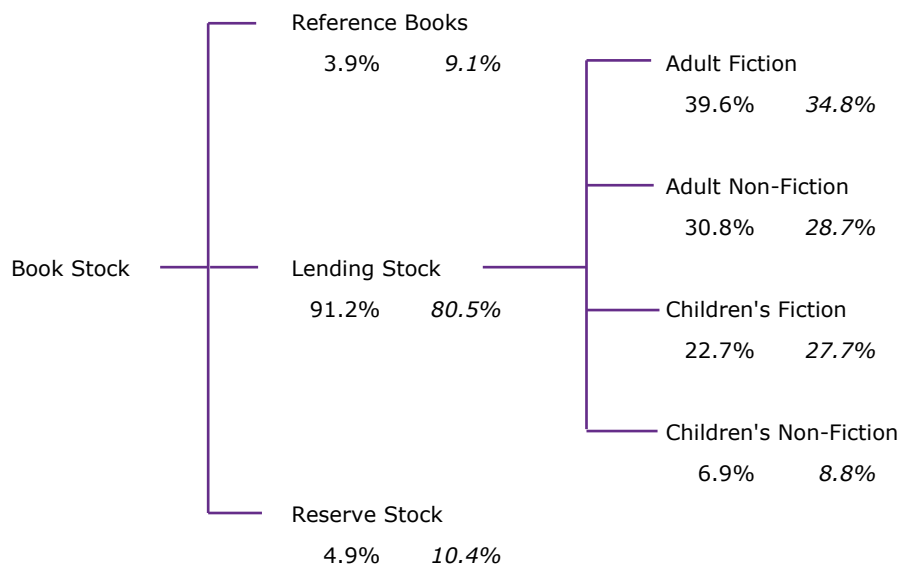 Reference Books
3.9% 9.1%
Adult Fiction
39.6% 34.8%
Adult Non-Fiction
30.8% 28.7%
Book Stock
Lending Stock
91.2% 80.5%
Children's Fiction
22.7% 27.7%
Children's Non-Fiction
6.9% 8.8%
Reserve Stock
4.9% 10.4%